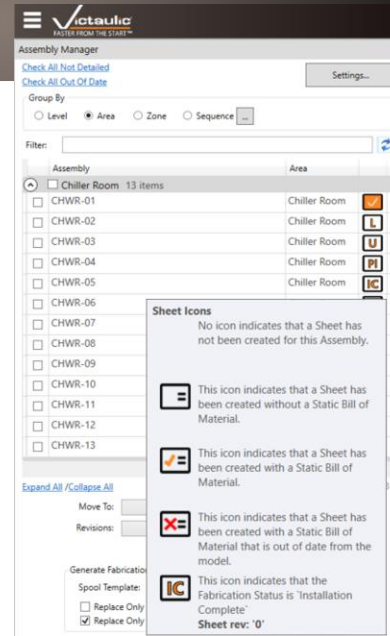 Victaulic
FASTER FROM THE START™
Assembly Manager
Check All Not Detailed
Check All Out Of Date
Settings...
Group By
Level Area Zone Sequence ...
Filter:
Assembly Area
Chiller Room 13 items
CHWR-01 Chiller Room
CHWR-02 Chiller Room L
CHWR-03 Chiller Room U
CHWR-04 Chiller Room PI
CHWR-05 Chiller Room IC
CHWR-06
CHWR-07
CHWR-08
CHWR-09
CHWR-10
CHWR-11
CHWR-12
CHWR-13
Sheet Icons
No icon indicates that a Sheet has
not been created for this Assembly.
This icon indicates that a Sheet has
been created without a Static Bill of
Material.
This icon indicates that a Sheet has
been created with a Static Bill of
Material.
This icon indicates that a Sheet has
been created with a Static Bill of
Material that is out of date from the
model.
IC
This icon indicates that the
Fabrication Status is `Installation
Complete`
Sheet rev: '0'
Expand All /Collapse All
Move To:
Revisions:
Generate Fabrication
Spool Template:
Replace Only
Replace Only